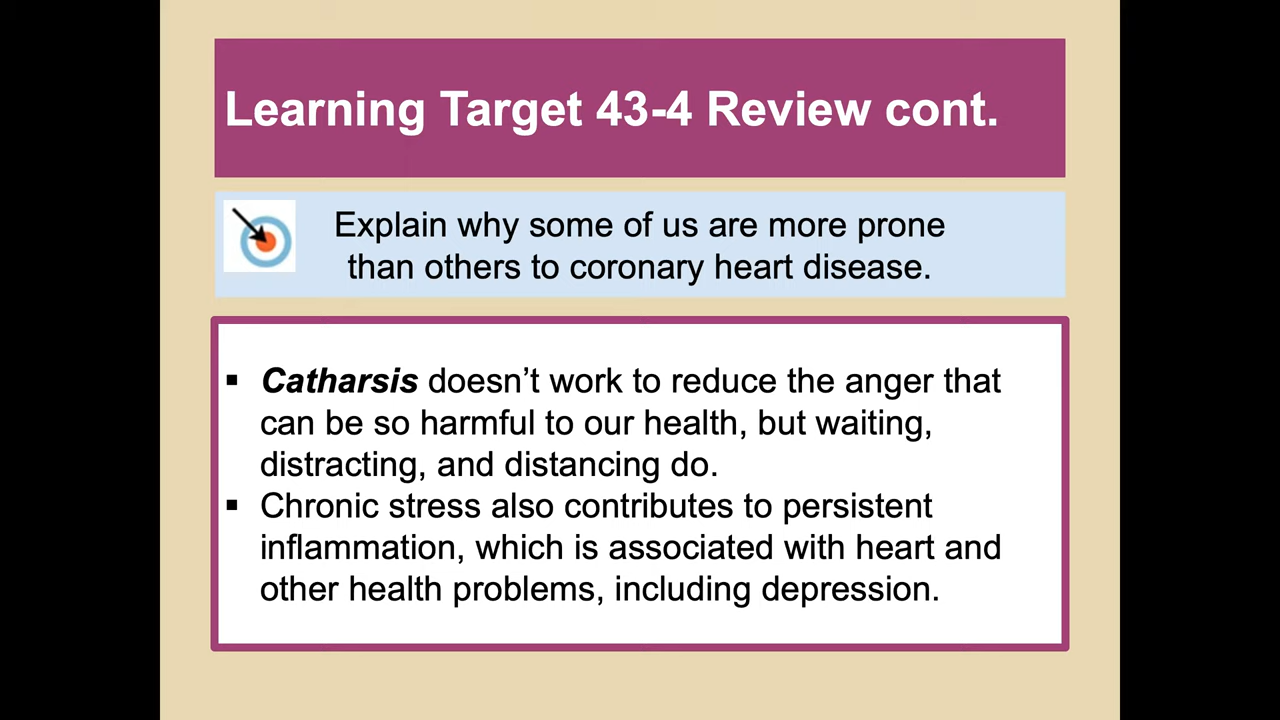 Learning Target 43-4 Review cont.
Explain why some of us are more prone
than others to coronary heart disease.
▪ Catharsis doesn’t work to reduce the anger that
can be so harmful to our health, but waiting,
distracting, and distancing do.
▪ Chronic stress also contributes to persistent
inflammation, which is associated with heart and
other health problems, including depression.